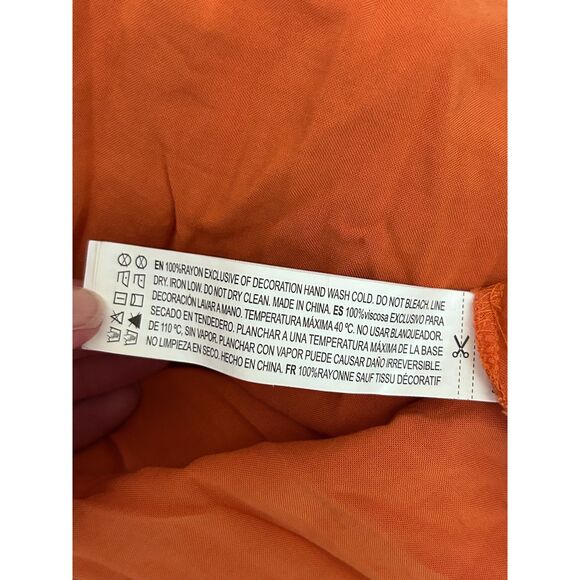 EN 100%RAYON EXCLUSIVE OF DECORATION HAND WASH COLD. DO NOT BLEACH. LINE
DRY. IRON LOW. DO NOT DRY CLEAN. MADE IN CHINA. ES 100%viscosa EXCLUSIVO PARA
DECORACIÓN LAVAR A MANO. TEMPERATURA MÁXIMA 40 ºC. NO USAR BLANQUEADOR.
SECADO EN TENDEDERO. PLANCHAR A UNA TEMPERATURA MÁXIMA DE LA BASE
DE 110 ºC, SIN VAPOR. PLANCHAR CON VAPOR PUEDE CAUSAR DAÑO IRREVERSIBLE.
NO LIMPIEZA EN SECO. HECHO EN CHINA. FR 100%RAYONNE SAUF TISSU DÉCORATIF